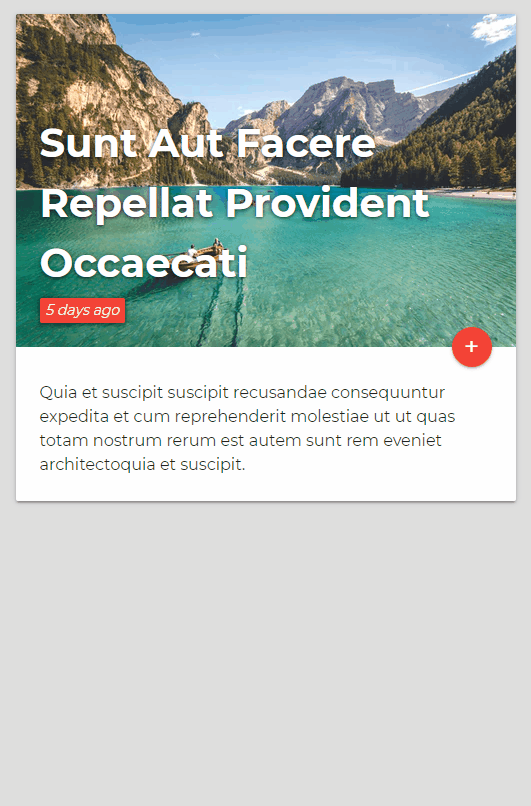 Sunt Aut Facere
Repellat Provident
Occaecati
5 days ago
+
Quia et suscipit suscipit recusandae consequuntur
expedita et cum reprehenderit molestiae ut ut quas
totam nostrum rerum est autem sunt rem eveniet
architectoquia et suscipit.